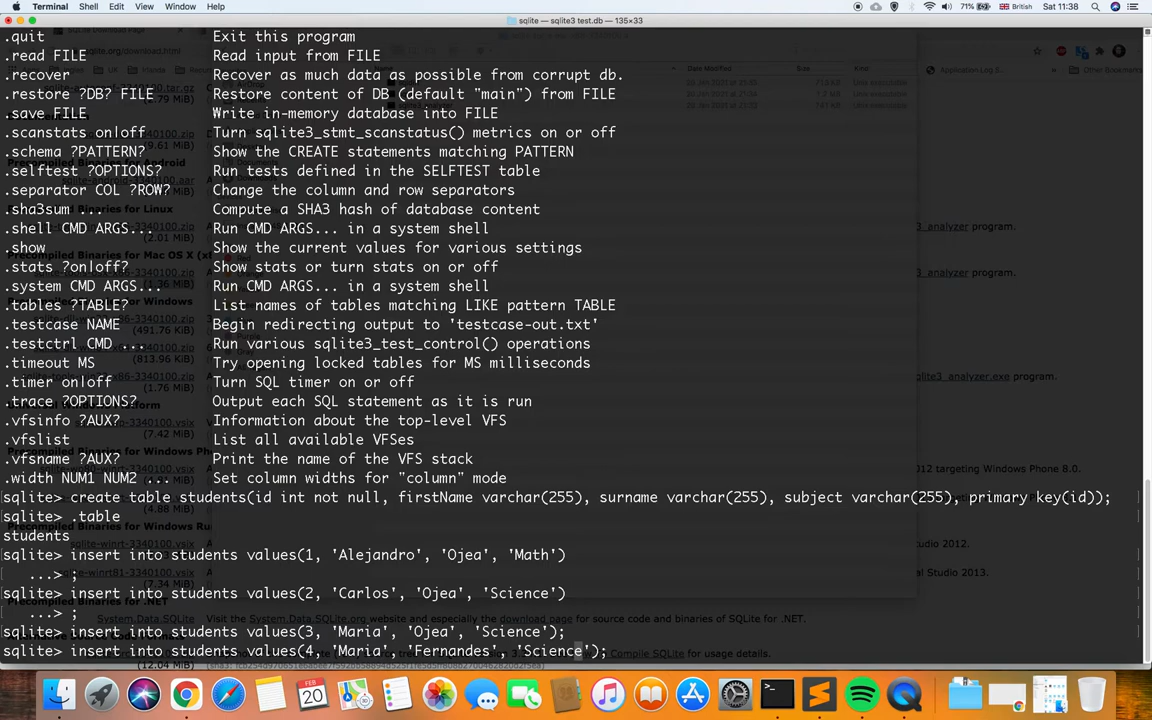 Terminal Shell Edit View Window Help 71% British Sat 11:38
sqlite — sqlite3 test.db — 135×33
.quit Exit this program
.read FILE Read input from FILE
.recover Recover as much data as possible from corrupt db.
.restore ?DB? FILE Restore content of DB (default "main") from FILE
.save FILE Write in-memory database into FILE
.scanstats on|off Turn sqlite3_stmt_scanstatus() metrics on or off
.schema ?PATTERN? Show the CREATE statements matching PATTERN
.selftest ?OPTIONS? Run tests defined in the SELFTEST table
.separator COL ?ROW? Change the column and row separators
.sha3sum ... Compute a SHA3 hash of database content
.shell CMD ARGS... Run CMD ARGS... in a system shell
.show Show the current values for various settings
.stats ?on|off? Show stats or turn stats on or off
.system CMD ARGS... Run CMD ARGS... in a system shell
.tables ?TABLE? List names of tables matching LIKE pattern TABLE
.testcase NAME Begin redirecting output to 'testcase-out.txt'
.testctrl CMD ... Run various sqlite3_test_control() operations
.timeout MS Try opening locked tables for MS milliseconds
.timer on|off Turn SQL timer on or off
.trace ?OPTIONS? Output each SQL statement as it is run
.vfsinfo ?AUX? Information about the top-level VFS
.vfslist List all available VFSes
.vfsname ?AUX? Print the name of the VFS stack
.width NUM1 NUM2 ... Set column widths for "column" mode
sqlite> create table students(id int not null, firstName varchar(255), surname varchar(255), subject varchar(255), primary key(id));
sqlite> .table
students
sqlite> insert into students values(1, 'Alejandro', 'Ojea', 'Math')
...> ;
sqlite> insert into students values(2, 'Carlos', 'Ojea', 'Science')
...> ;
sqlite> insert into students values(3, 'Maria', 'Ojea', 'Science');
sqlite> insert into students values(4, 'Maria', 'Fernandes', 'Science');
FEB
20